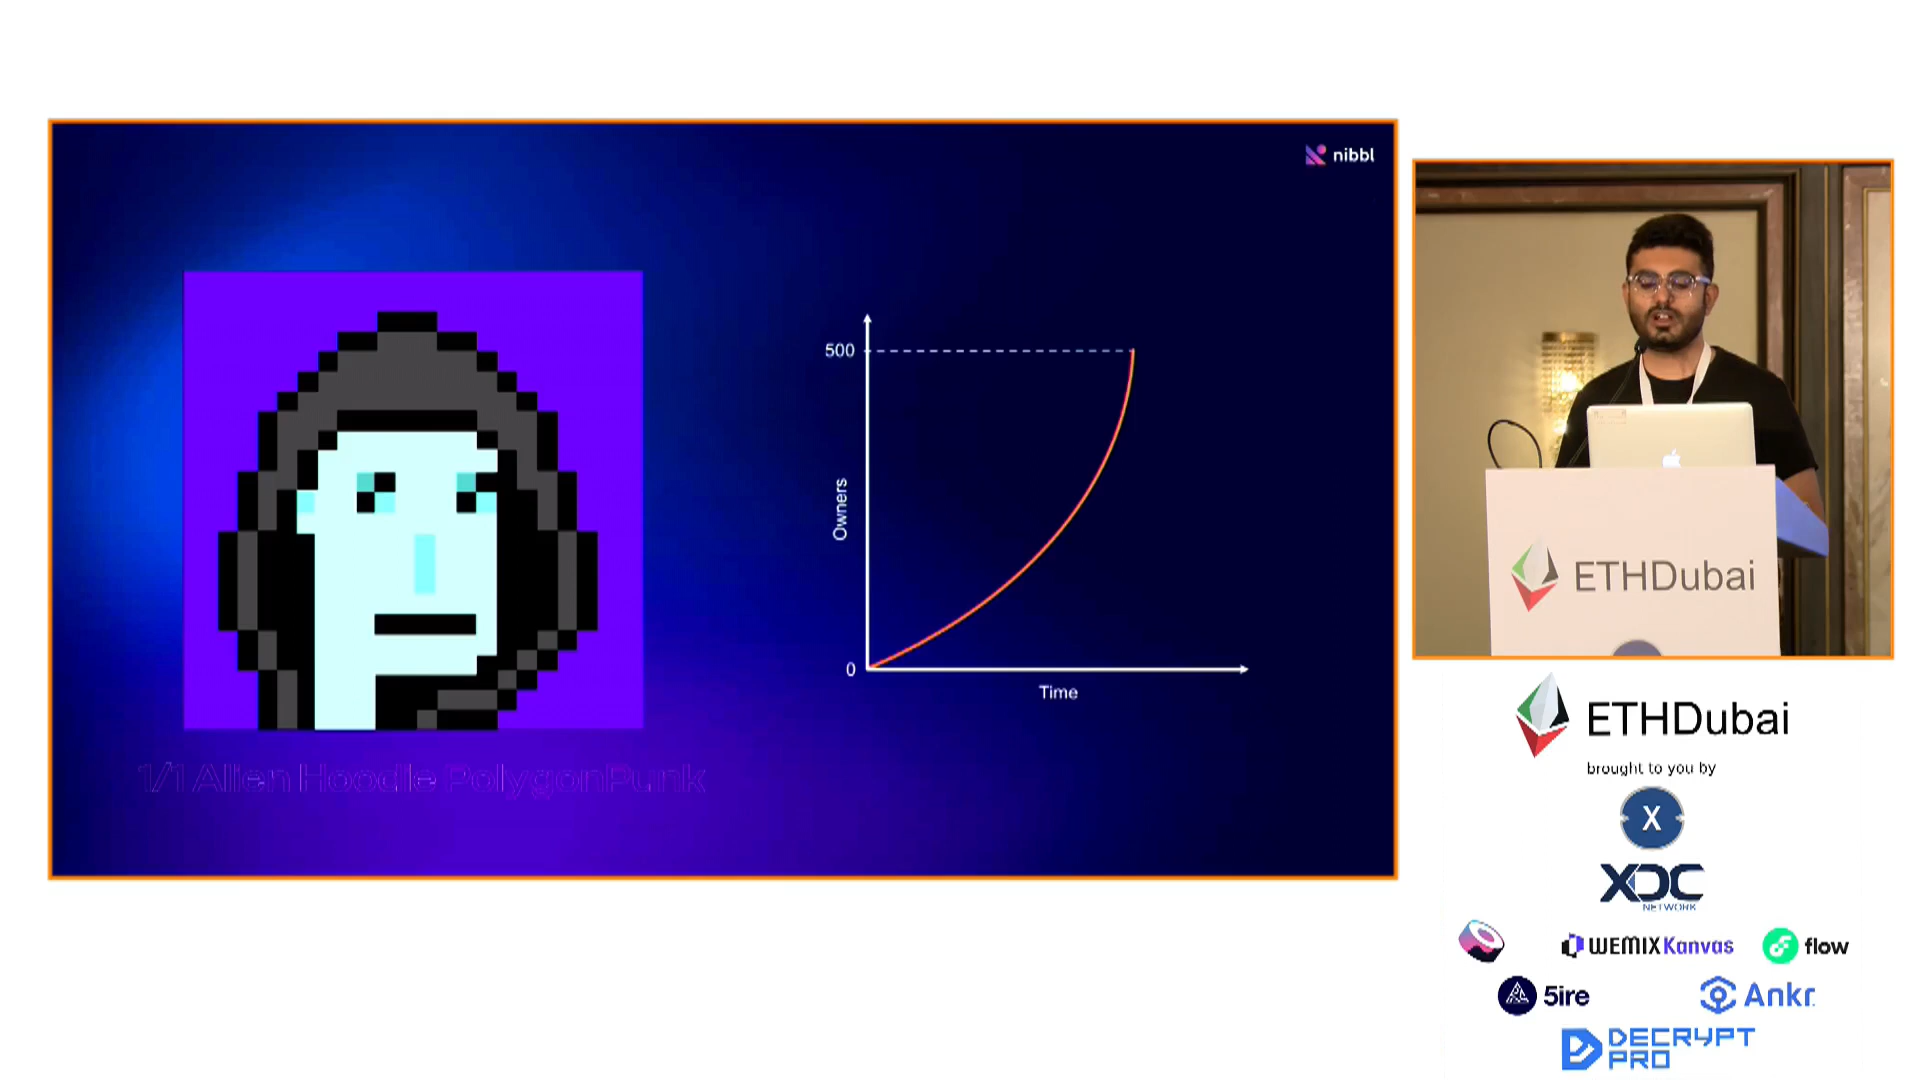 nibbl
500
Owners
0
Time
1/1 Alien Hoodie PolygonPunk
ETHDubai
ETHDubai
brought to you by
X
XDC
NETWORK
WEMIX Kanvas
flow
5ire
Ankr
DECRYPT
PRO